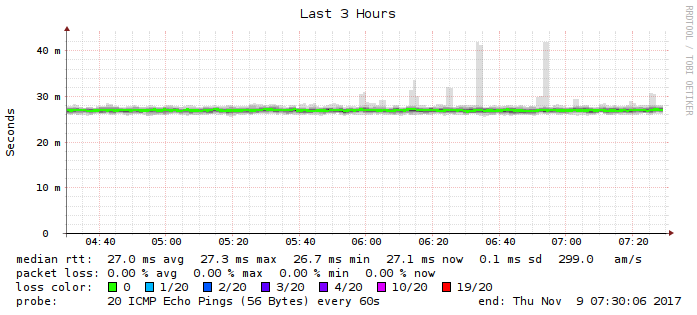 Last 3 Hours
RRDTOOL / TOBI OETIKER
Seconds
40 m
30 m
20 m
10 m
0
04:40 05:00 05:20 05:40 06:00 06:20 06:40 07:00 07:20
median rtt: 27.0 ms avg 27.3 ms max 26.7 ms min 27.1 ms now 0.1 ms sd 299.0 am/s
packet loss: 0.00 % avg 0.00 % max 0.00 % min 0.00 % now
loss color: 0 1/20 2/20 3/20 4/20 10/20 19/20
probe: 20 ICMP Echo Pings (56 Bytes) every 60s end: Thu Nov 9 07:30:06 2017